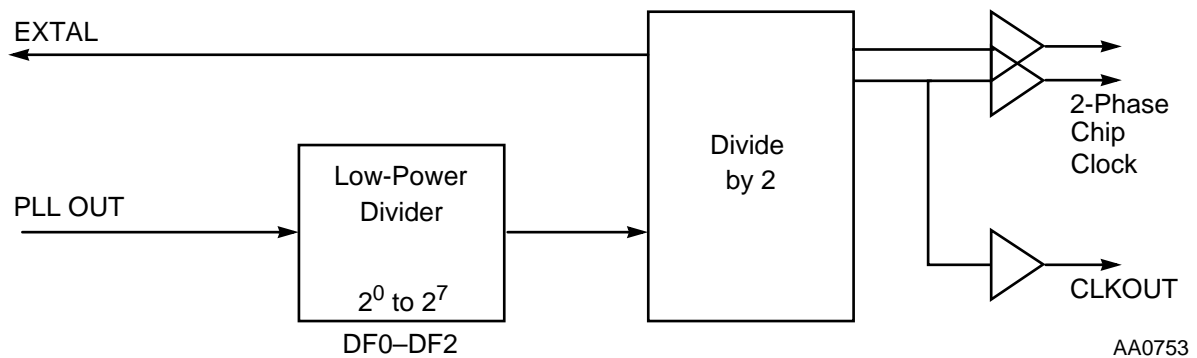 EXTAL
PLL OUT
Low-Power
Divider
2⁰ to 2⁷
DF0–DF2
Divide
by 2
2-Phase
Chip
Clock
CLKOUT
AA0753